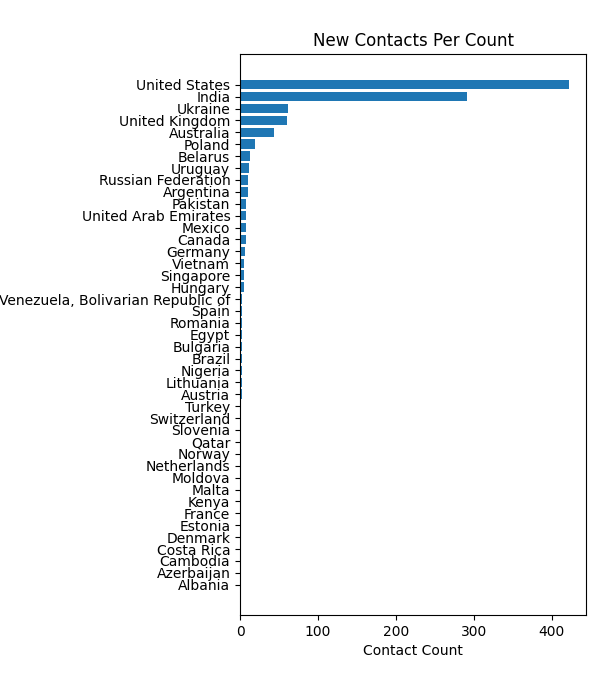 New Contacts Per Count
United States
India
Ukraine
United Kingdom
Australia
Poland
Belarus
Uruguay
Russian Federation
Argentina
Pakistan
United Arab Emirates
Mexico
Canada
Germany
Vietnam
Singapore
Hungary
Venezuela, Bolivarian Republic of
Spain
Romania
Egypt
Bulgaria
Brazil
Nigeria
Lithuania
Austria
Turkey
Switzerland
Slovenia
Qatar
Norway
Netherlands
Moldova
Malta
Kenya
France
Estonia
Denmark
Costa Rica
Cambodia
Azerbaijan
Albania
0 100 200 300 400
Contact Count